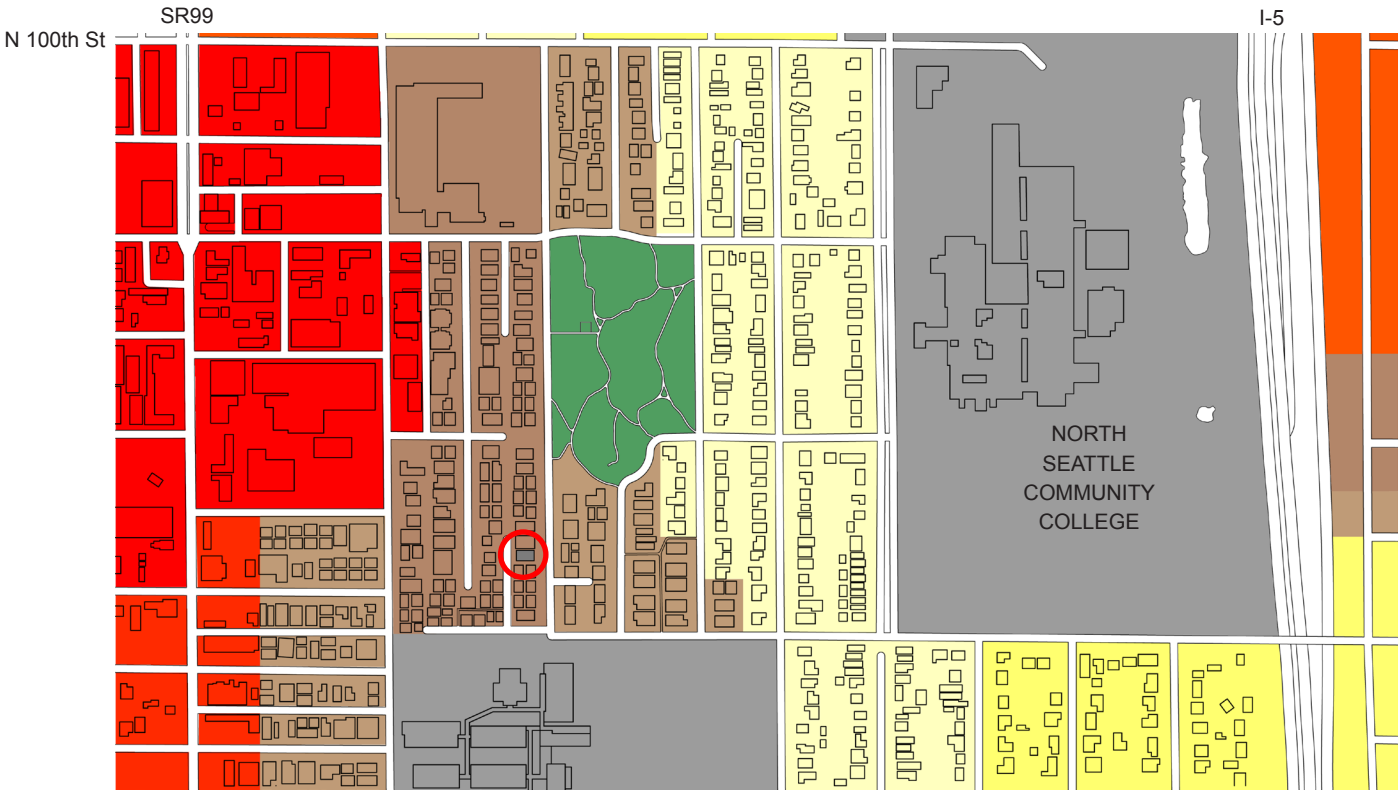 SR99
I-5
N 100th St
NORTH
SEATTLE
COMMUNITY
COLLEGE